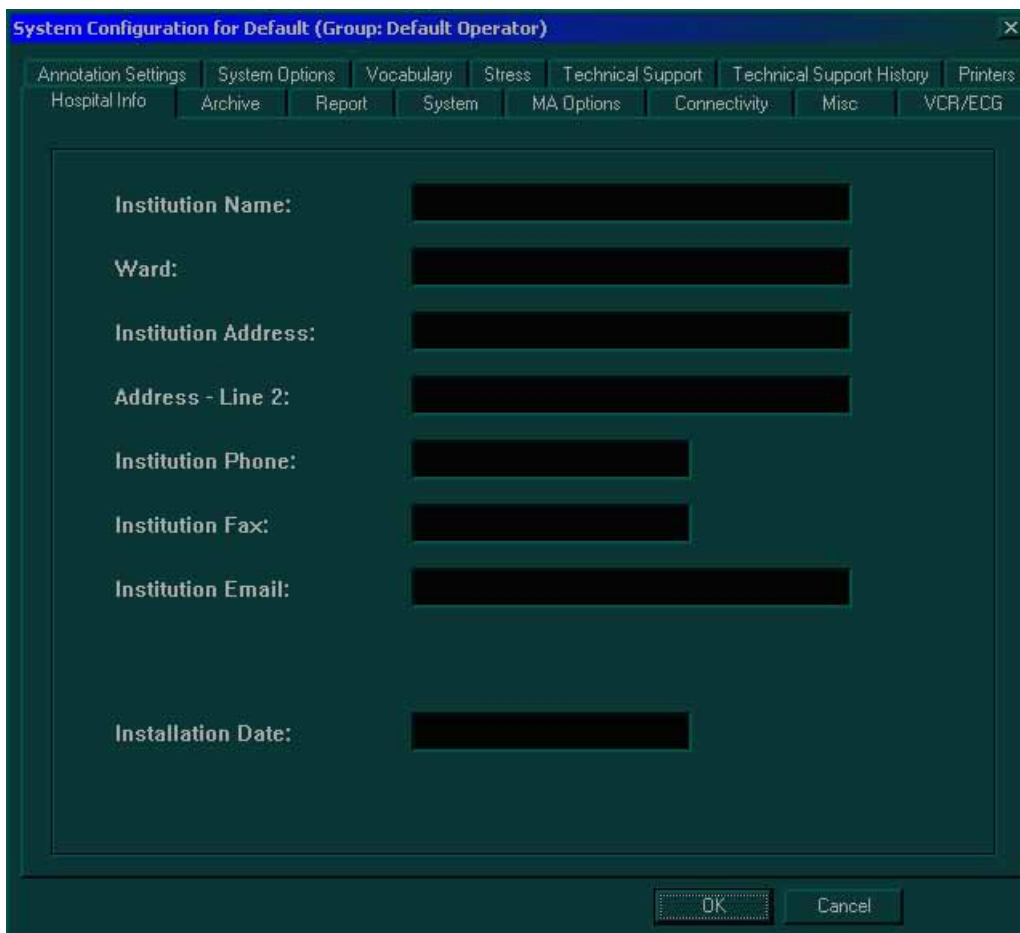 System Configuration for Default (Group: Default Operator)
Annotation Settings System Options Vocabulary Stress Technical Support Technical Support History Printers
Hospital Info Archive Report System MA Options Connectivity Misc VCR/ECG
Institution Name:
Ward:
Institution Address:
Address - Line 2:
Institution Phone:
Institution Fax:
Institution Email:
Installation Date:
OK Cancel